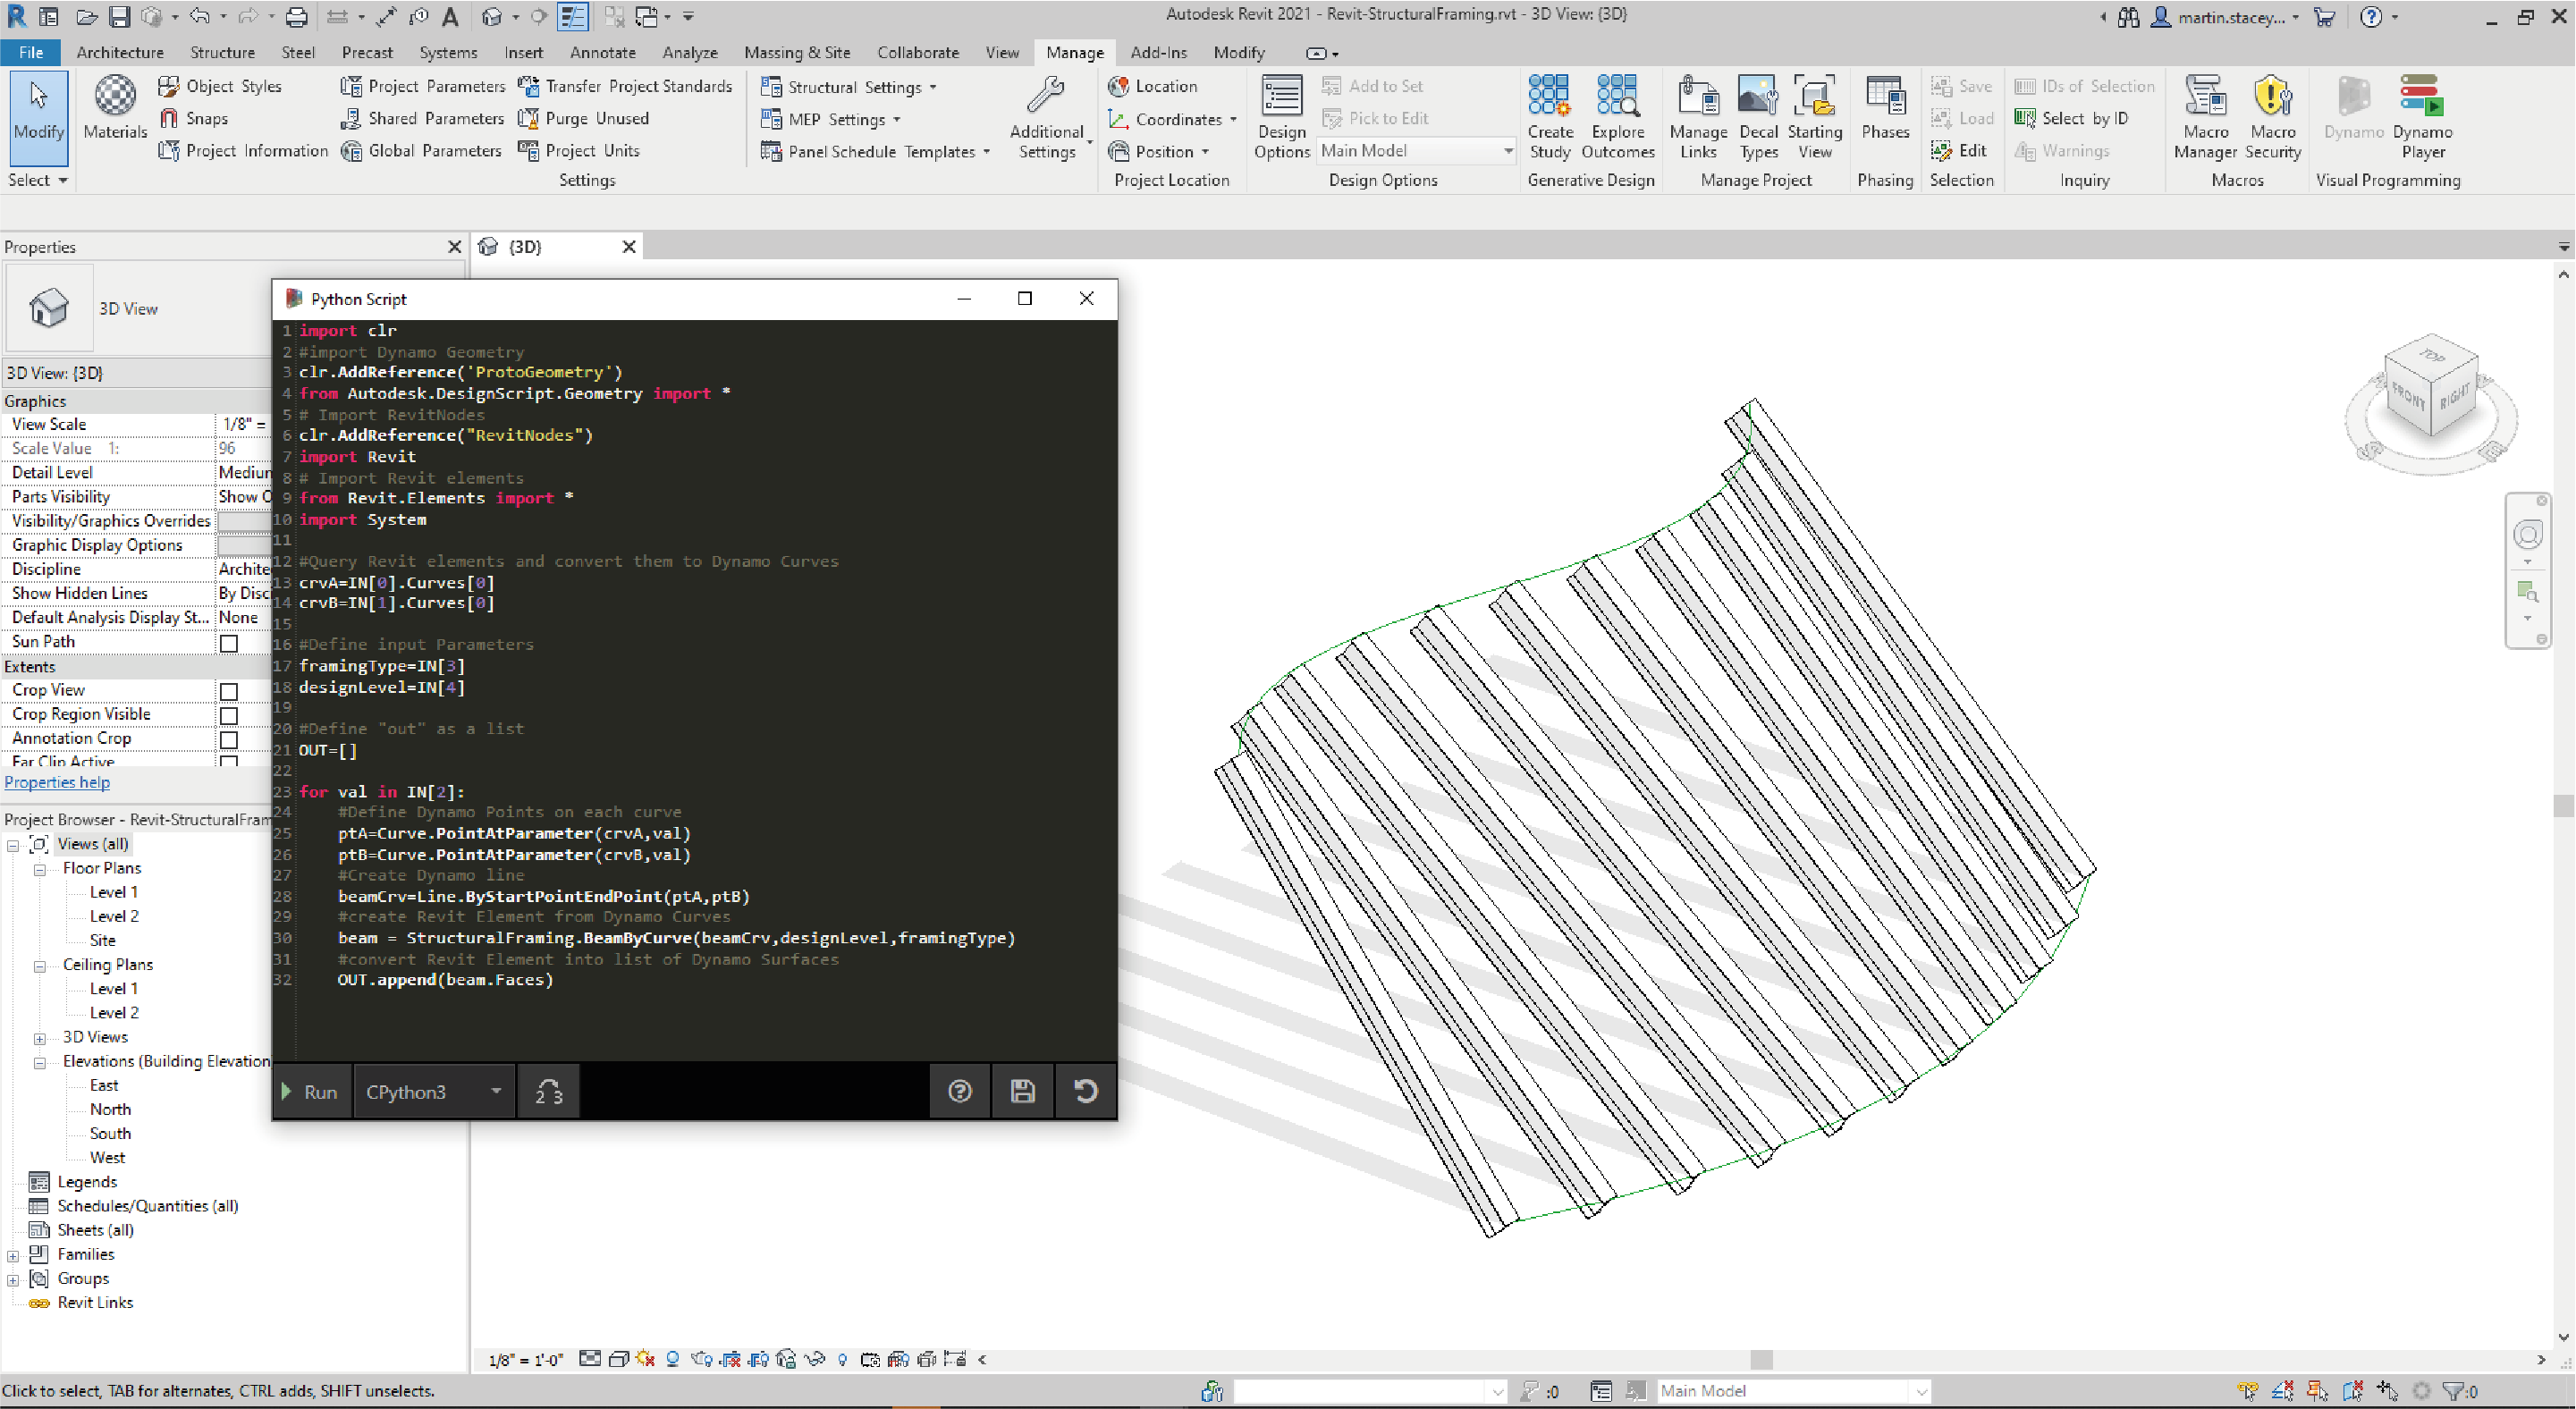 Autodesk Revit 2021 - Revit-StructuralFraming.rvt - 3D View: {3D}
martin.stacey...
File Architecture Structure Steel Precast Systems Insert Annotate Analyze Massing & Site Collaborate View Manage Add-Ins Modify
Modify
Select
Materials
Object Styles
Snaps
Project Information
Project Parameters
Shared Parameters
Global Parameters
Transfer Project Standards
Purge Unused
Project Units
Settings
Structural Settings
MEP Settings
Panel Schedule Templates
Additional
Settings
Location
Coordinates
Position
Project Location
Design
Options
Add to Set
Pick to Edit
Main Model
Design Options
Create
Study
Explore
Outcomes
Generative Design
Manage
Links
Decal
Types
Starting
View
Manage Project
Phases
Phasing
Save
Load
Edit
Selection
IDs of Selection
Select by ID
Warnings
Inquiry
Macro
Manager
Macro
Security
Macros
Dynamo
Dynamo
Player
Visual Programming
Properties
{3D}
3D View
3D View: {3D}
Graphics
View Scale 1/8" =
Scale Value 1: 96
Detail Level Medium
Parts Visibility Show O
Visibility/Graphics Overrides
Graphic Display Options
Discipline Archite
Show Hidden Lines By Disc
Default Analysis Display St... None
Sun Path
Extents
Crop View
Crop Region Visible
Annotation Crop
Far Clip Active
Properties help
Project Browser - Revit-StructuralFram
Views (all)
Floor Plans
Level 1
Level 2
Site
Ceiling Plans
Level 1
Level 2
3D Views
Elevations (Building Elevation
East
North
South
West
Legends
Schedules/Quantities (all)
Sheets (all)
Families
Groups
Revit Links
Python Script
1 import clr
2 #import Dynamo Geometry
3 clr.AddReference('ProtoGeometry')
4 from Autodesk.DesignScript.Geometry import *
5 # Import RevitNodes
6 clr.AddReference("RevitNodes")
7 import Revit
8 # Import Revit elements
9 from Revit.Elements import *
10 import System
11
12 #Query Revit elements and convert them to Dynamo Curves
13 crvA=IN[0].Curves[0]
14 crvB=IN[1].Curves[0]
15
16 #Define input Parameters
17 framingType=IN[3]
18 designLevel=IN[4]
19
20 #Define "out" as a list
21 OUT=[]
22
23 for val in IN[2]:
24 #Define Dynamo Points on each curve
25 ptA=Curve.PointAtParameter(crvA,val)
26 ptB=Curve.PointAtParameter(crvB,val)
27 #Create Dynamo line
28 beamCrv=Line.ByStartPointEndPoint(ptA,ptB)
29 #create Revit Element from Dynamo Curves
30 beam = StructuralFraming.BeamByCurve(beamCrv,designLevel,framingType)
31 #convert Revit Element into list of Dynamo Surfaces
32 OUT.append(beam.Faces)
Run CPython3 2 3
TOP
FRONT RIGHT
1/8" = 1'-0"
Click to select, TAB for alternates, CTRL adds, SHIFT unselects.
:0
Main Model
:0